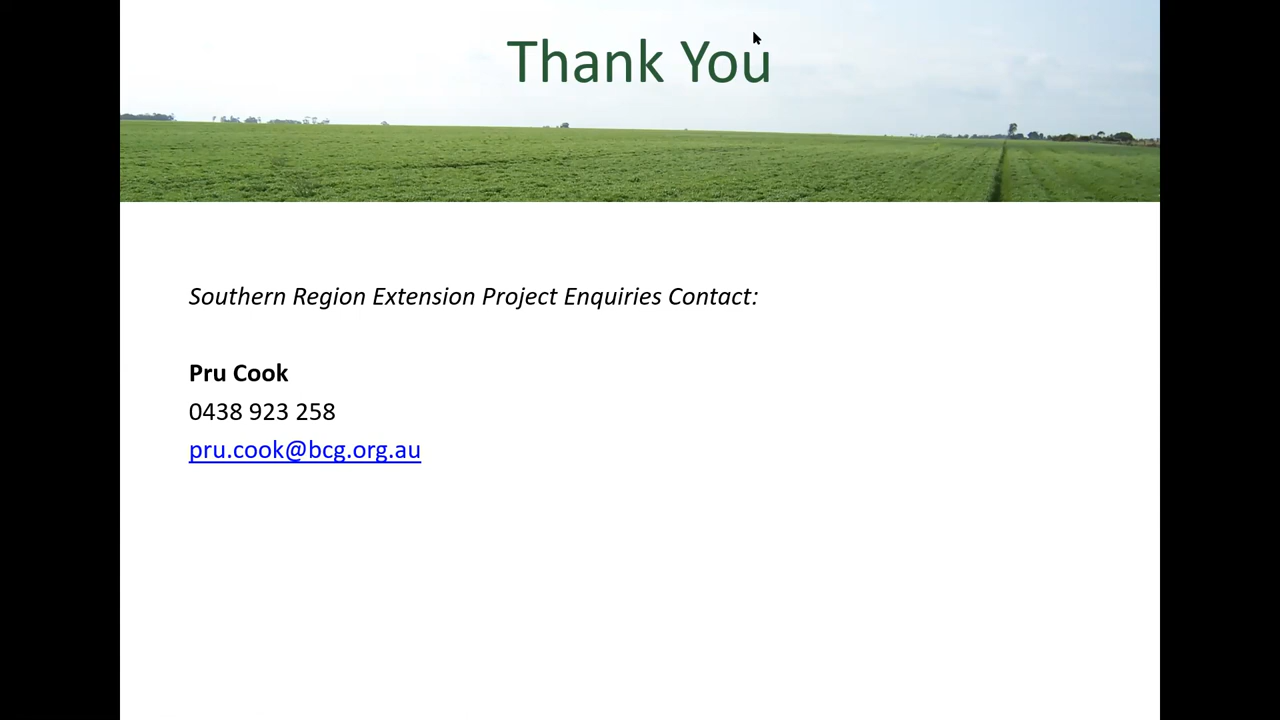 Thank You
Southern Region Extension Project Enquiries Contact:
Pru Cook
0438 923 258
pru.cook@bcg.org.au